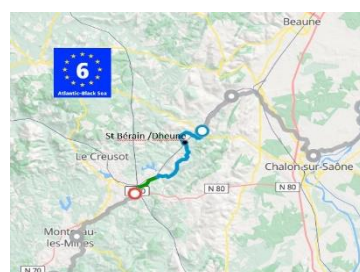 Beaune
6
Atlantic-Black Sea
St Bérain /Dheune
Le Creusot
Chalon-sur-Saône
N 80
N 80
Montceau-
les-Mines
N 70